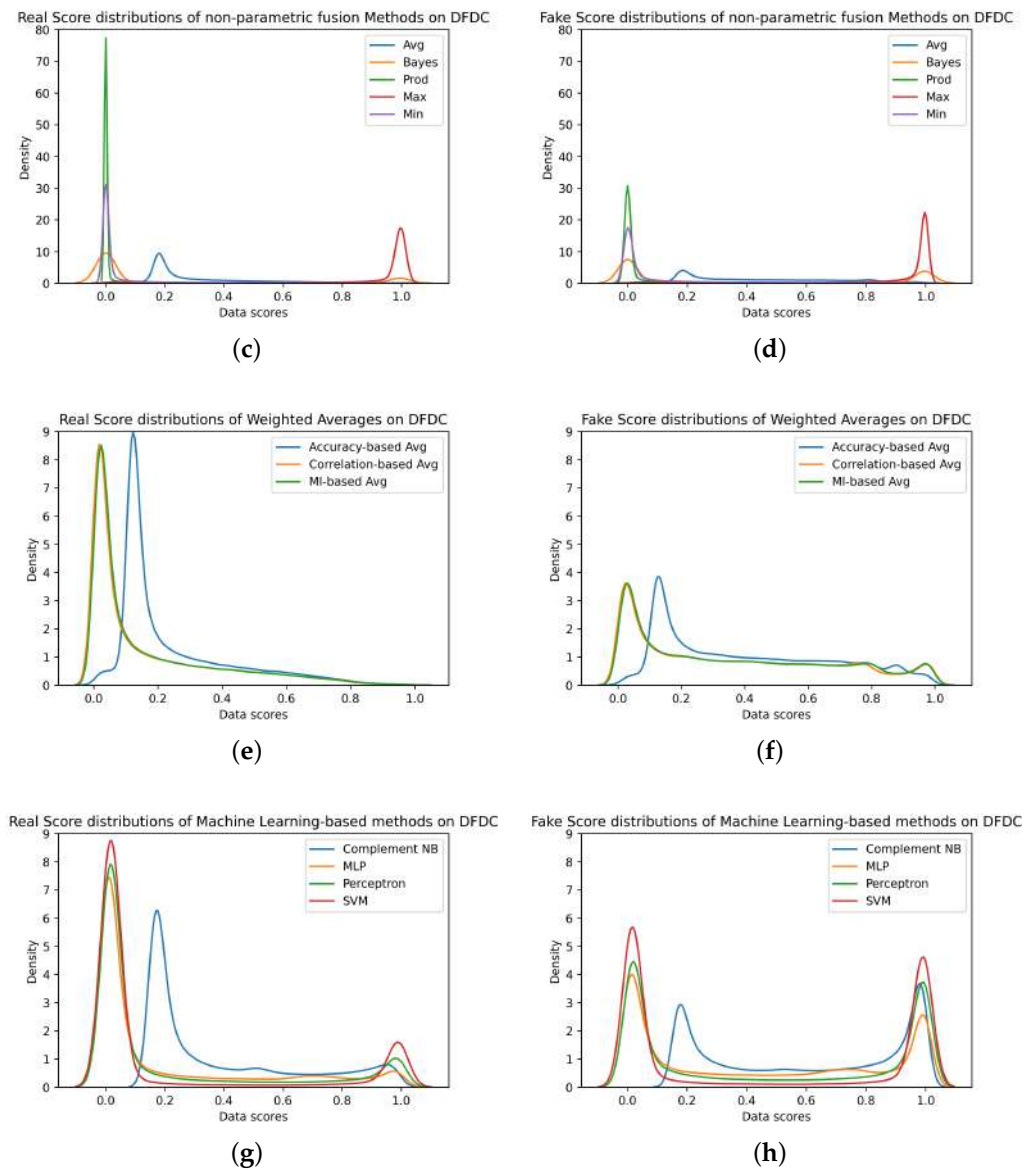 Real Score distributions of non-parametric fusion Methods on DFDC
80
70
60
50
40
30
20
10
0
Density
Avg
Bayes
Prod
Max
Min
0.0 0.2 0.4 0.6 0.8 1.0
Data scores
(c)
Fake Score distributions of non-parametric fusion Methods on DFDC
80
70
60
50
40
30
20
10
0
Density
Avg
Bayes
Prod
Max
Min
0.0 0.2 0.4 0.6 0.8 1.0
Data scores
(d)
Real Score distributions of Weighted Averages on DFDC
9
8
7
6
5
4
3
2
1
0
Density
Accuracy-based Avg
Correlation-based Avg
MI-based Avg
0.0 0.2 0.4 0.6 0.8 1.0
Data scores
(e)
Fake Score distributions of Weighted Averages on DFDC
9
8
7
6
5
4
3
2
1
0
Density
Accuracy-based Avg
Correlation-based Avg
MI-based Avg
0.0 0.2 0.4 0.6 0.8 1.0
Data scores
(f)
Real Score distributions of Machine Learning-based methods on DFDC
9
8
7
6
5
4
3
2
1
0
Density
Complement NB
MLP
Perceptron
SVM
0.0 0.2 0.4 0.6 0.8 1.0
Data scores
(g)
Fake Score distributions of Machine Learning-based methods on DFDC
9
8
7
6
5
4
3
2
1
0
Density
Complement NB
MLP
Perceptron
SVM
0.0 0.2 0.4 0.6 0.8 1.0
Data scores
(h)